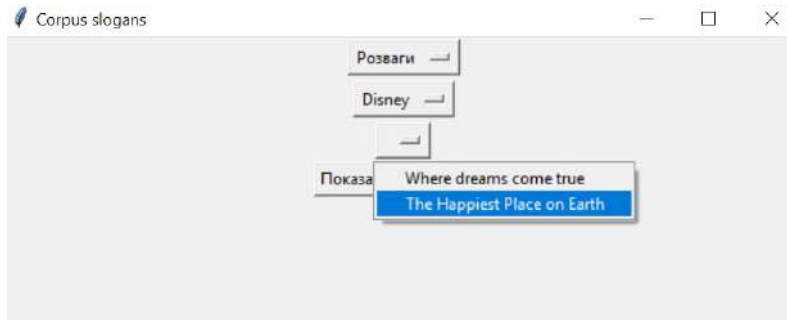 Corpus slogans
Розваги
Disney
Where dreams come true
Показа
The Happiest Place on Earth